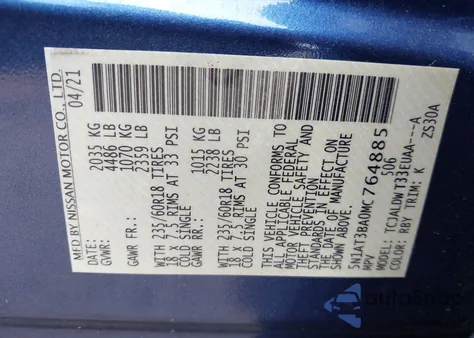 MFD BY NISSAN MOTOR CO., LTD.
DATE: 04/21
GVWR: 2035 KG
4486 LB
GAWR FR.: 1070 KG
2359 LB
WITH 235/60R18 TIRES
18 X 7.5 RIMS AT 33 PSI
COLD SINGLE
GAWR RR.: 1015 KG
2238 LB
WITH 235/60R18 TIRES
18 X 7.5 RIMS AT 30 PSI
COLD SINGLE
THIS VEHICLE CONFORMS TO
ALL APPLICABLE FEDERAL
MOTOR VEHICLE SAFETY AND
THEFT PREVENTION
STANDARDS IN EFFECT ON
THE DATE OF MANUFACTURE
SHOWN ABOVE.
5N1AT3BA0MC764885
MPV 506
MODEL: TCJALDWT33EUAA---A
COLOR: RBY TRIM: K ZS30A
AutoSnap